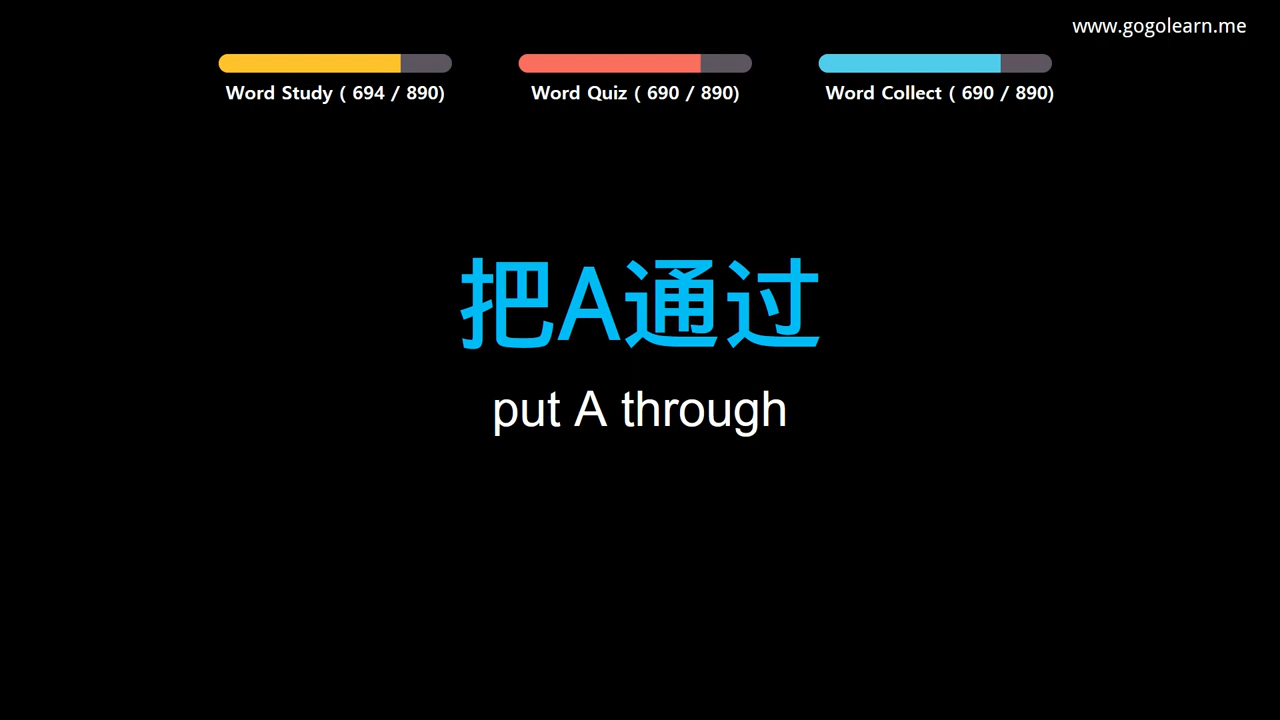 www.gogolearn.me
Word Study ( 694 / 890)
Word Quiz ( 690 / 890)
Word Collect ( 690 / 890)
把A通过
put A through